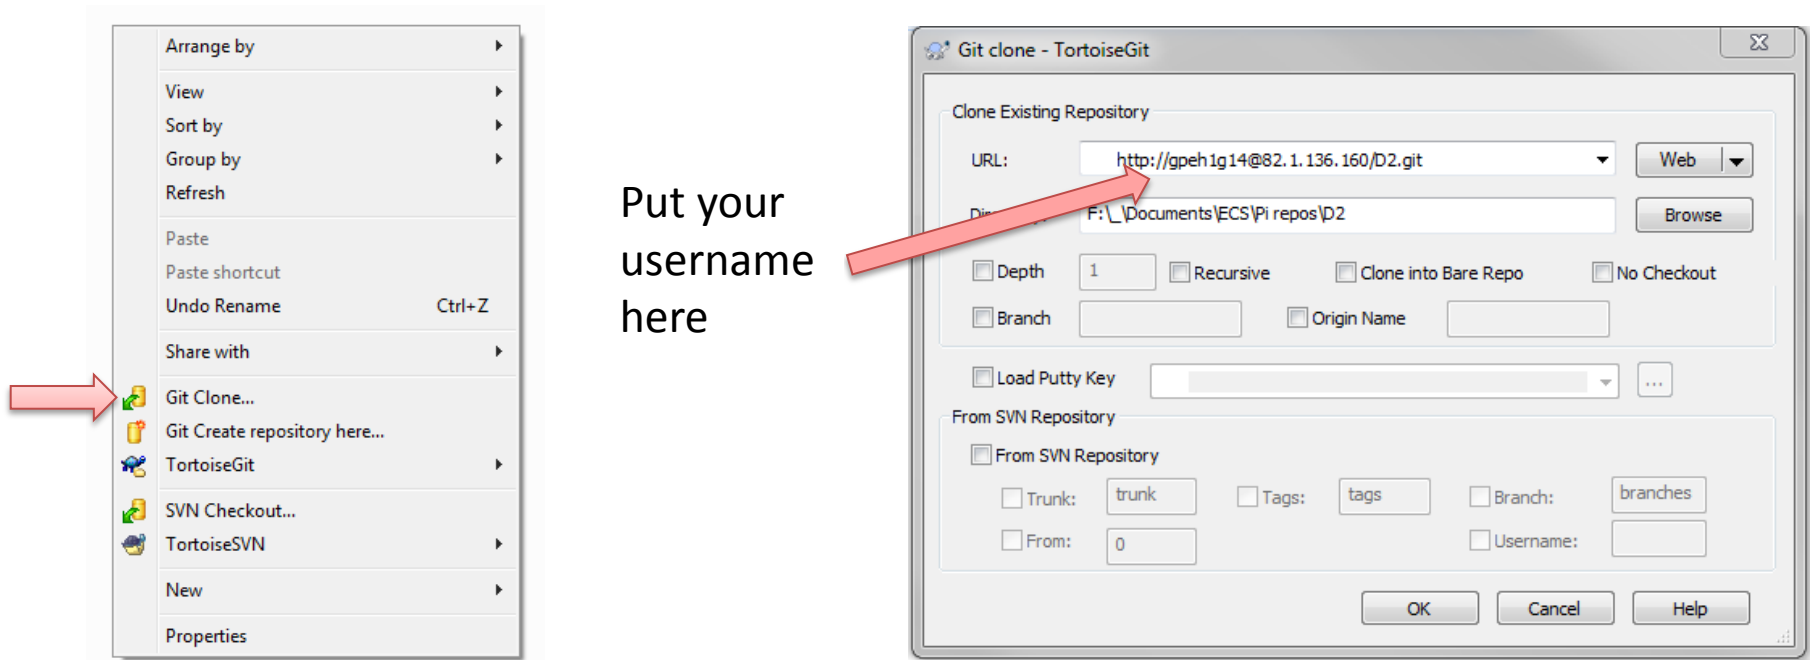 Arrange by
View
Sort by
Group by
Refresh
Paste
Paste shortcut
Undo Rename Ctrl+Z
Share with
Git Clone...
Git Create repository here...
TortoiseGit
SVN Checkout...
TortoiseSVN
New
Properties
Put your
username
here
Git clone - TortoiseGit
Clone Existing Repository
URL: http://gpeh1g14@82.1.136.160/D2.git Web
F:\_\Documents\ECS\Pi repos\D2 Browse
Depth 1 Recursive Clone into Bare Repo No Checkout
Branch Origin Name
Load Putty Key ...
From SVN Repository
From SVN Repository
Trunk: trunk Tags: tags Branch: branches
From: 0 Username:
OK Cancel Help